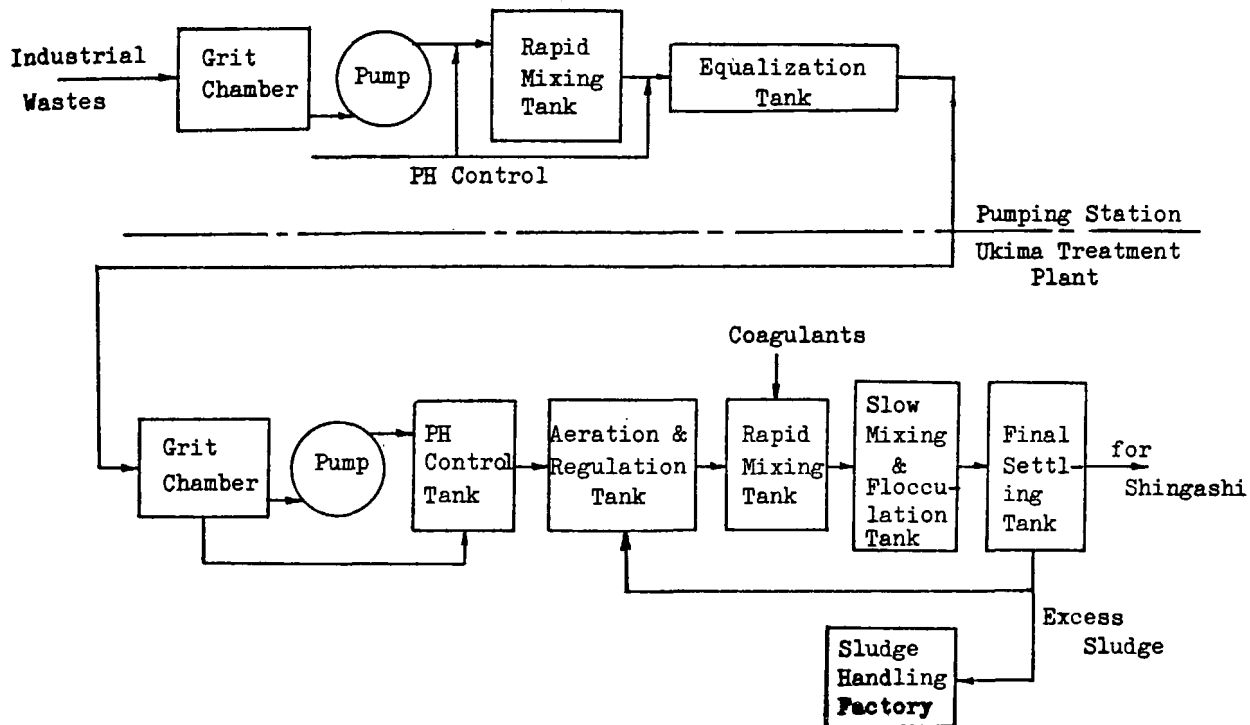 Industrial
Wastes
Grit
Chamber
Pump
Rapid
Mixing
Tank
Equalization
Tank
PH Control
Pumping Station
Ukima Treatment
Plant
Coagulants
Grit
Chamber
Pump
PH
Control
Tank
Aeration &
Regulation
Tank
Rapid
Mixing
Tank
Slow
Mixing
&
Floccu-
lation
Tank
Final
Settl-
ing
Tank
for
Shingashi
Excess
Sludge
Sludge
Handling
Factory